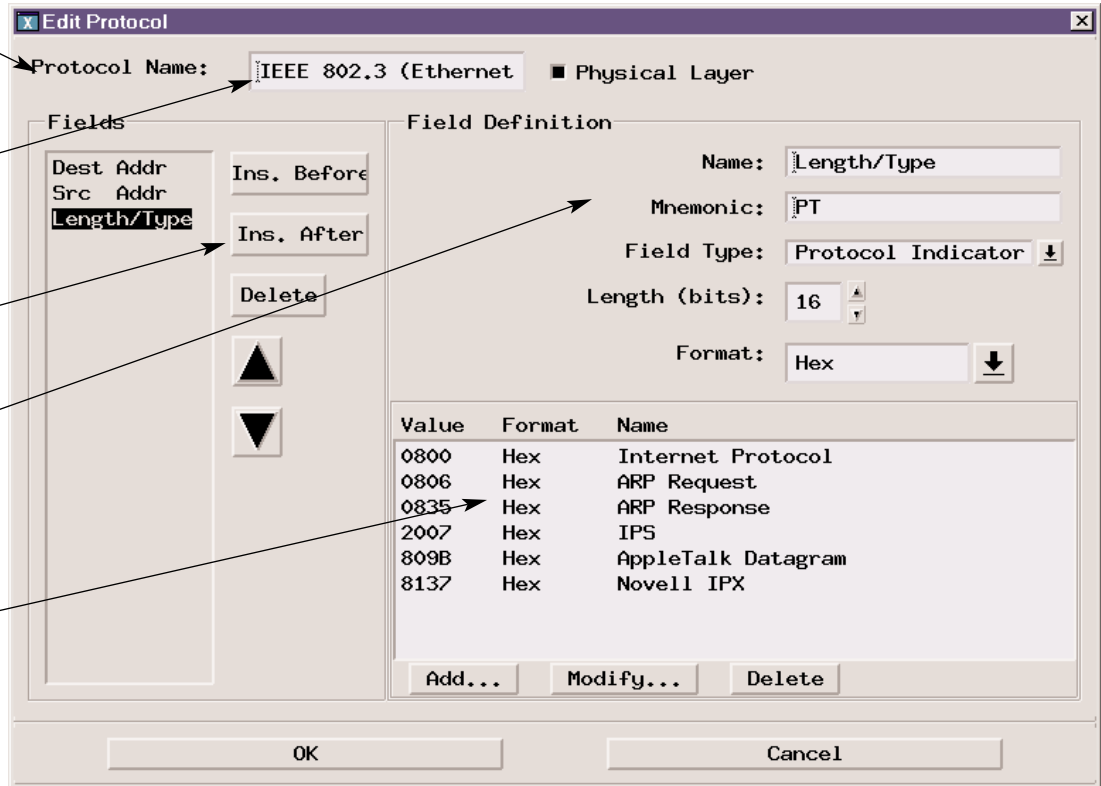 X Edit Protocol
Protocol Name: IEEE 802.3 (Ethernet Physical Layer
Fields
Dest Addr
Src Addr
Length/Type
Ins. Before
Ins. After
Delete
Field Definition
Name: Length/Type
Mnemonic: PT
Field Type: Protocol Indicator
Length (bits): 16
Format: Hex
Value Format Name
0800 Hex Internet Protocol
0806 Hex ARP Request
0835 Hex ARP Response
2007 Hex IPS
809B Hex AppleTalk Datagram
8137 Hex Novell IPX
Add... Modify... Delete
OK Cancel